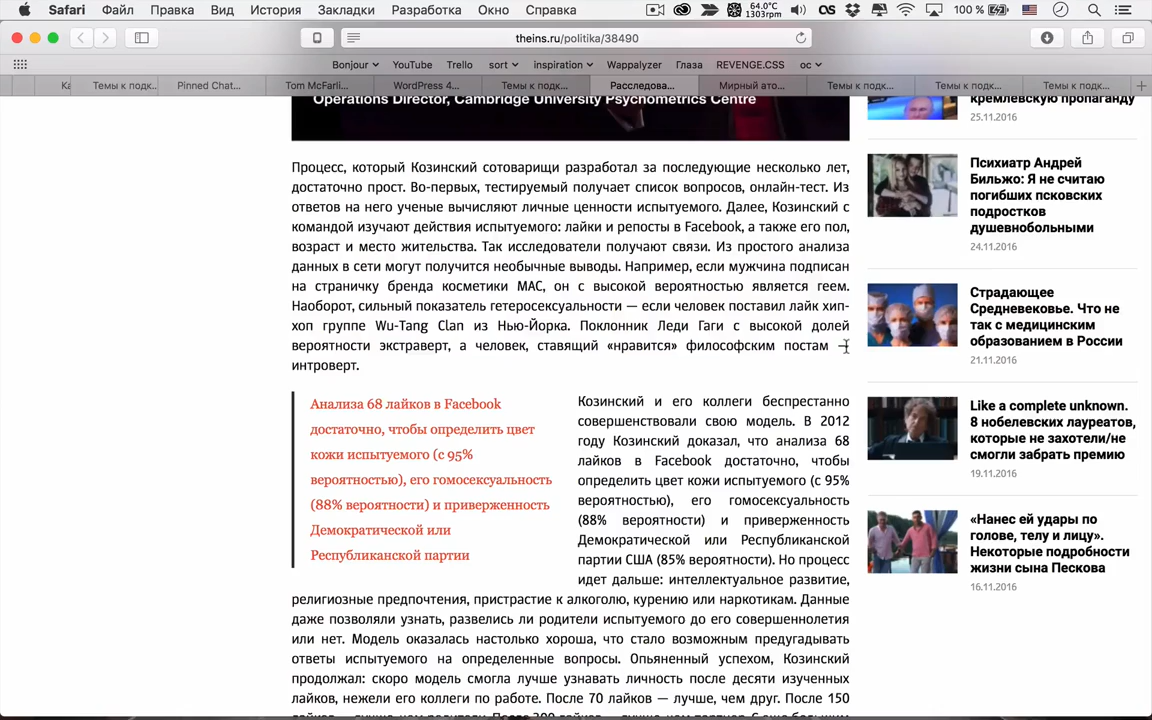 Safari Файл Правка Вид История Закладки Разработка Окно Справка 64.0°C 1303rpm 100 %
theins.ru/politika/38490
Bonjour YouTube Trello sort inspiration Wappalyzer Глаза REVENGE.CSS ос
Ка Темы к подк... Pinned Chat... Tom McFarli... WordPress 4... Темы к подк... Расследова... Мирный ато... Темы к подк... Темы к подк... Темы к подк...
Operations Director, Cambridge University Psychometrics Centre
Процесс, который Козинский сотоварищи разработал за последующие несколько лет,
достаточно прост. Во-первых, тестируемый получает список вопросов, онлайн-тест. Из
ответов на него ученые вычисляют личные ценности испытуемого. Далее, Козинский с
командой изучают действия испытуемого: лайки и репосты в Facebook, а также его пол,
возраст и место жительства. Так исследователи получают связи. Из простого анализа
данных в сети могут получится необычные выводы. Например, если мужчина подписан
на страничку бренда косметики MAC, он с высокой вероятностью является геем.
Наоборот, сильный показатель гетеросексуальности — если человек поставил лайк хип-
хоп группе Wu-Tang Clan из Нью-Йорка. Поклонник Леди Гаги с высокой долей
вероятности экстраверт, а человек, ставящий «нравится» философским постам —
интроверт.
Анализа 68 лайков в Facebook
достаточно, чтобы определить цвет
кожи испытуемого (с 95%
вероятностью), его гомосексуальность
(88% вероятности) и приверженность
Демократической или
Республиканской партии
Козинский и его коллеги беспрестанно
совершенствовали свою модель. В 2012
году Козинский доказал, что анализа 68
лайков в Facebook достаточно, чтобы
определить цвет кожи испытуемого (с 95%
вероятностью), его гомосексуальность
(88% вероятности) и приверженность
Демократической или Республиканской
партии США (85% вероятности). Но процесс
идет дальше: интеллектуальное развитие,
религиозные предпочтения, пристрастие к алкоголю, курению или наркотикам. Данные
даже позволяли узнать, развелись ли родители испытуемого до его совершеннолетия
или нет. Модель оказалась настолько хороша, что стало возможным предугадывать
ответы испытуемого на определенные вопросы. Опьяненный успехом, Козинский
продолжал: скоро модель смогла лучше узнавать личность после десяти изученных
лайков, нежели его коллеги по работе. После 70 лайков — лучше, чем друг. После 150
лайков — лучше, чем родители. После 300 лайков — лучше, чем партнер. С еще большим
кремлевскую пропаганду
25.11.2016
Психиатр Андрей
Бильжо: Я не считаю
погибших псковских
подростков
душевнобольными
24.11.2016
Страдающее
Средневековье. Что не
так с медицинским
образованием в России
21.11.2016
Like a complete unknown.
8 нобелевских лауреатов,
которые не захотели/не
смогли забрать премию
19.11.2016
«Нанес ей удары по
голове, телу и лицу».
Некоторые подробности
жизни сына Пескова
16.11.2016